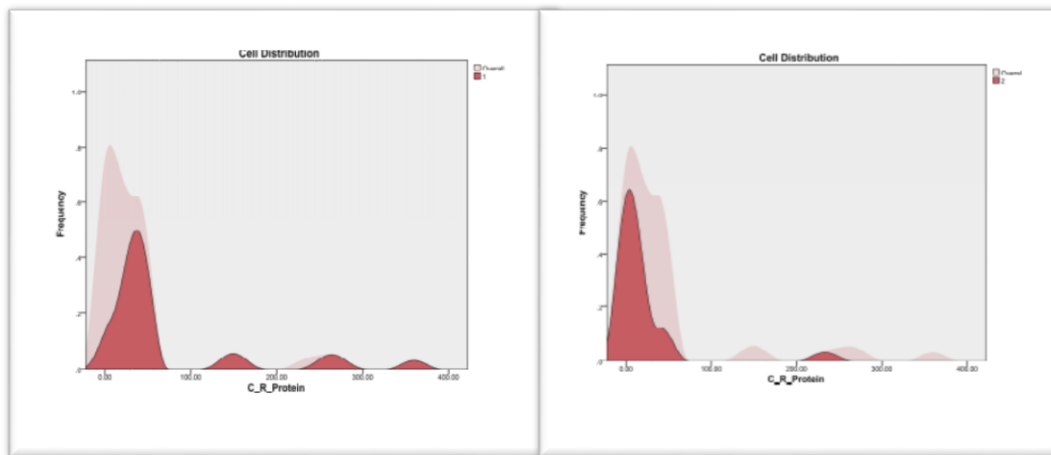 Cell Distribution
Overall
1
1.0
.8
.6
.4
.2
.0
Frequency
0.00 100.00 200.00 300.00 400.00
C_R_Protein
Cell Distribution
Overall
2
1.0
.8
.6
.4
.2
.0
Frequency
0.00 100.00 200.00 300.00 400.00
C_R_Protein